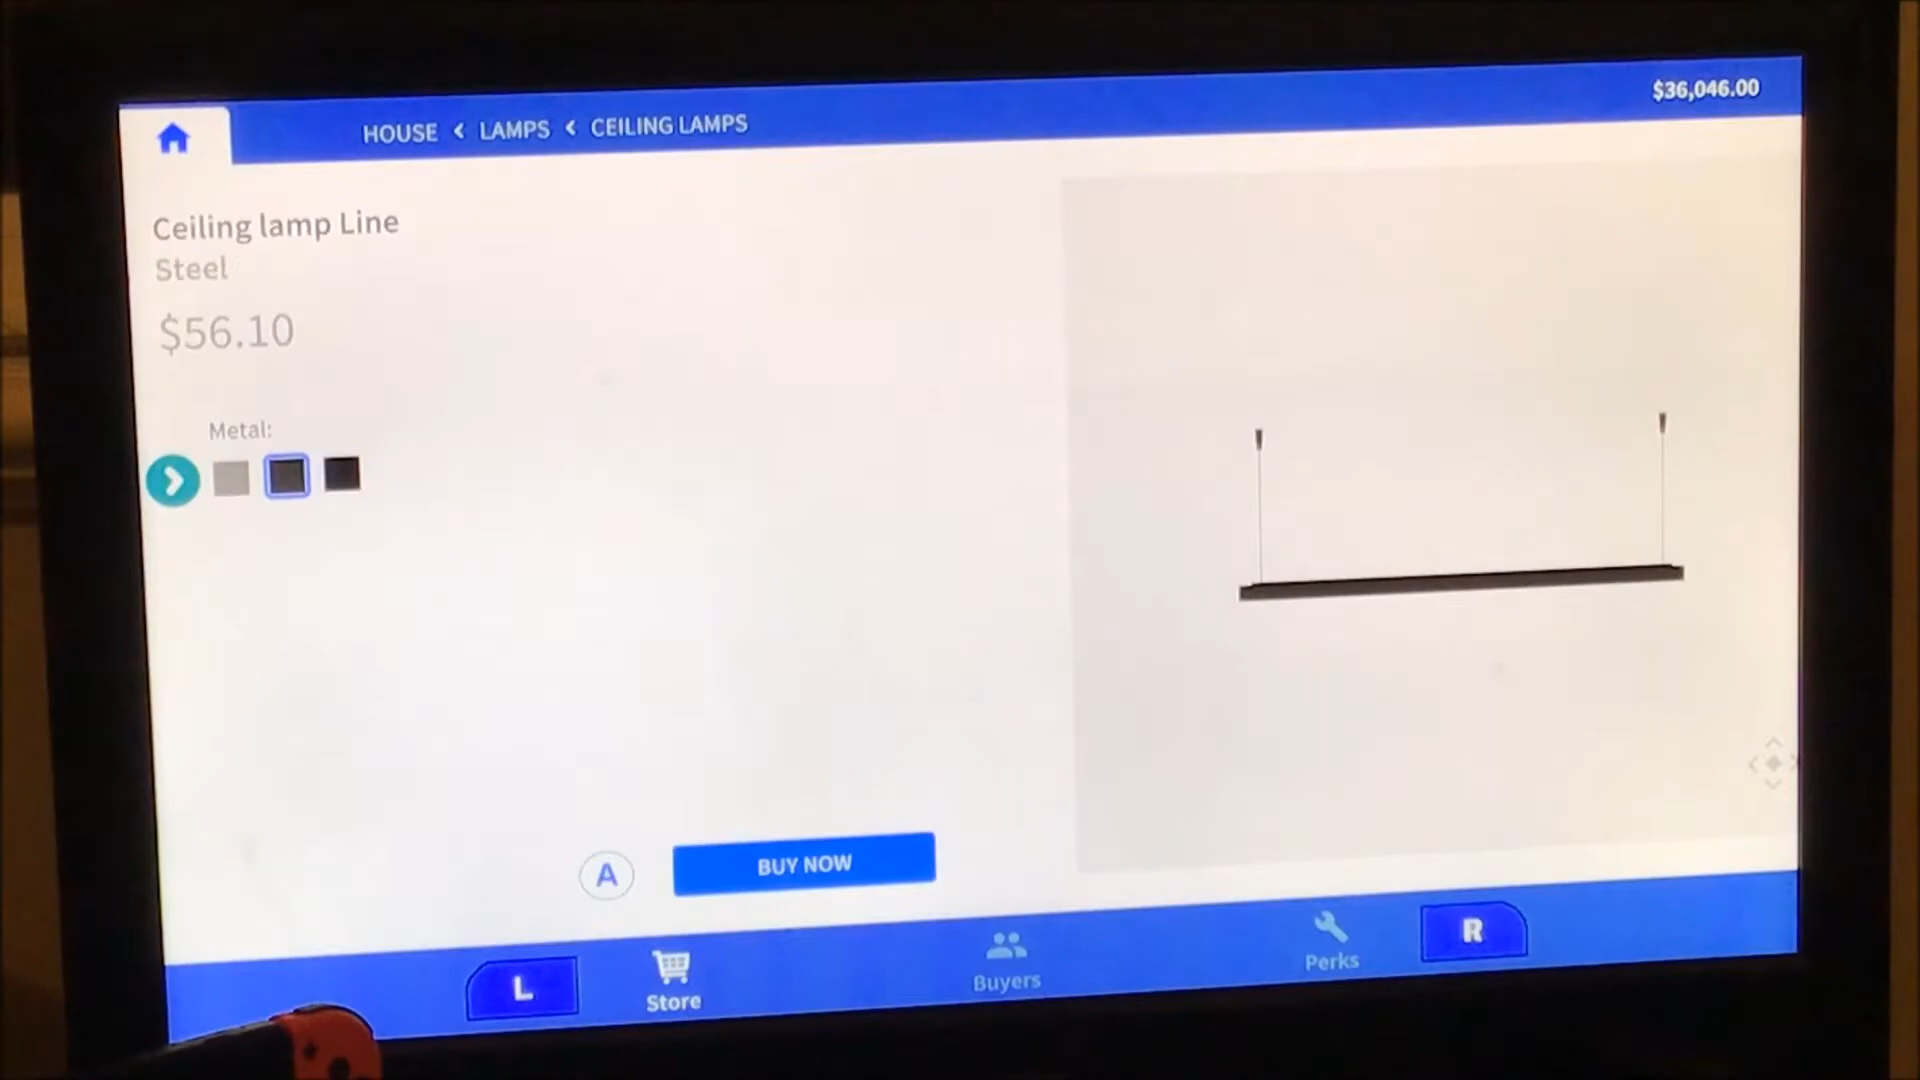 $36,046.00
HOUSE < LAMPS < CEILING LAMPS
Ceiling lamp Line
Steel
$56.10
Metal:
A
BUY NOW
L
Store
Buyers
Perks
R